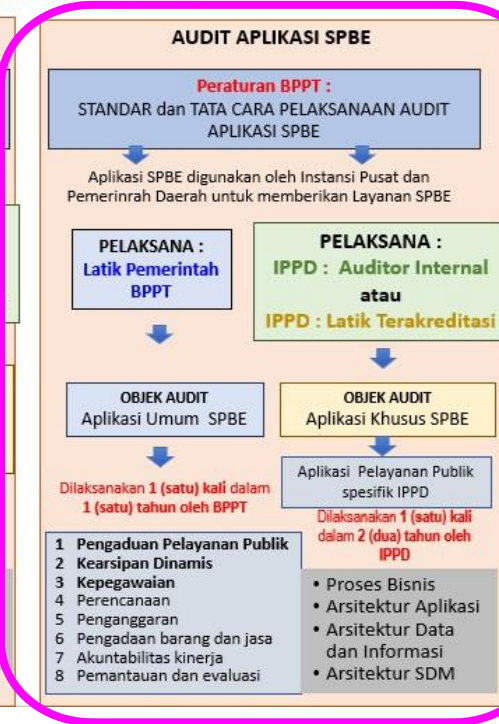 AUDIT APLIKASI SPBE
Peraturan BPPT :
STANDAR dan TATA CARA PELAKSANAAN AUDIT
APLIKASI SPBE
Aplikasi SPBE digunakan oleh Instansi Pusat dan
Pemerinrah Daerah untuk memberikan Layanan SPBE
PELAKSANA :
Latik Pemerintah
BPPT
PELAKSANA :
IPPD : Auditor Internal
atau
IPPD : Latik Terakreditasi
OBJEK AUDIT
Aplikasi Umum SPBE
OBJEK AUDIT
Aplikasi Khusus SPBE
Dilaksanakan 1 (satu) kali dalam
1 (satu) tahun oleh BPPT
Aplikasi Pelayanan Publik
spesifik IPPD
Dilaksanakan 1 (satu) kali
dalam 2 (dua) tahun oleh
IPPD
1 Pengaduan Pelayanan Publik
2 Kearsipan Dinamis
3 Kepegawaian
4 Perencanaan
5 Penganggaran
6 Pengadaan barang dan jasa
7 Akuntabilitas kinerja
8 Pemantauan dan evaluasi
• Proses Bisnis
• Arsitektur Aplikasi
• Arsitektur Data
dan Informasi
• Arsitektur SDM